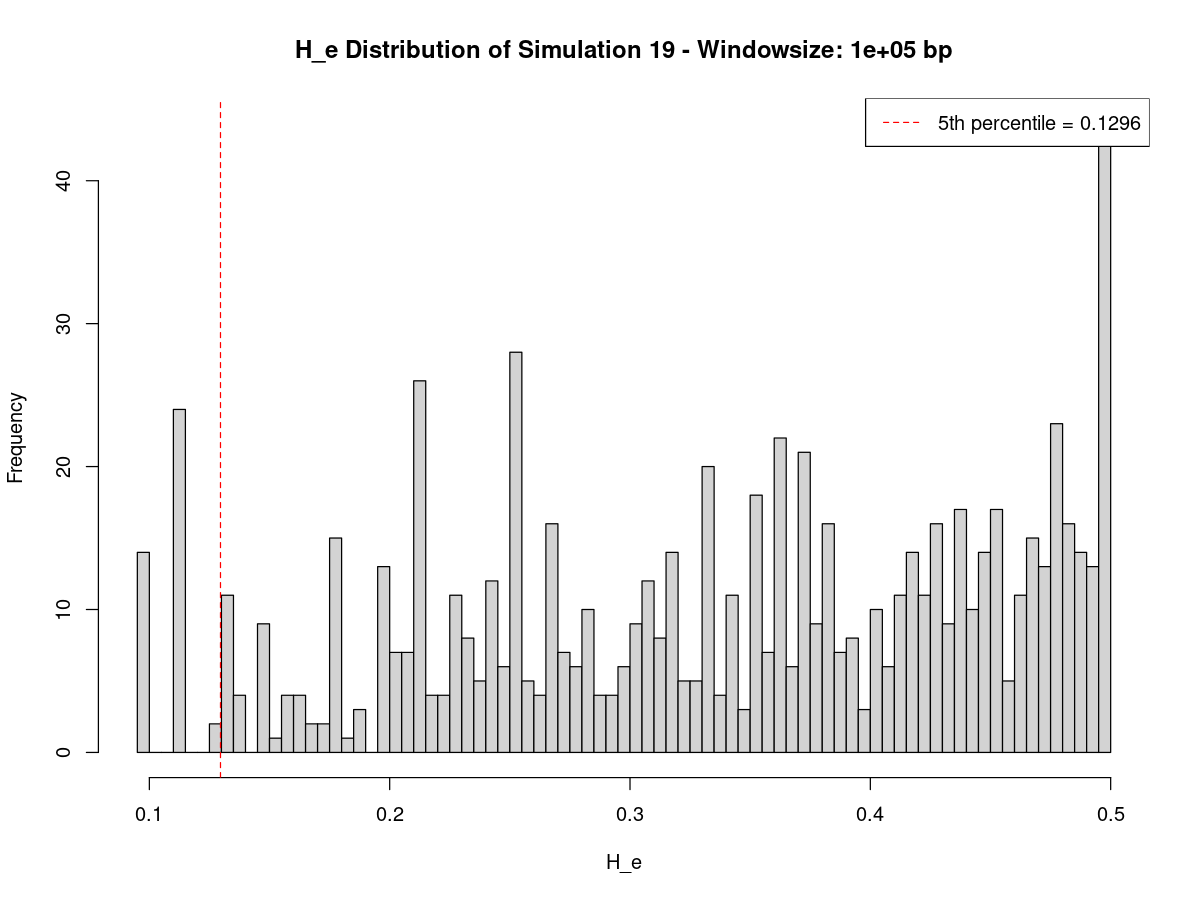 H_e Distribution of Simulation 19 - Windowsize: 1e+05 bp
5th percentile = 0.1296
Frequency
40
30
20
10
0
0.1 0.2 0.3 0.4 0.5
H_e